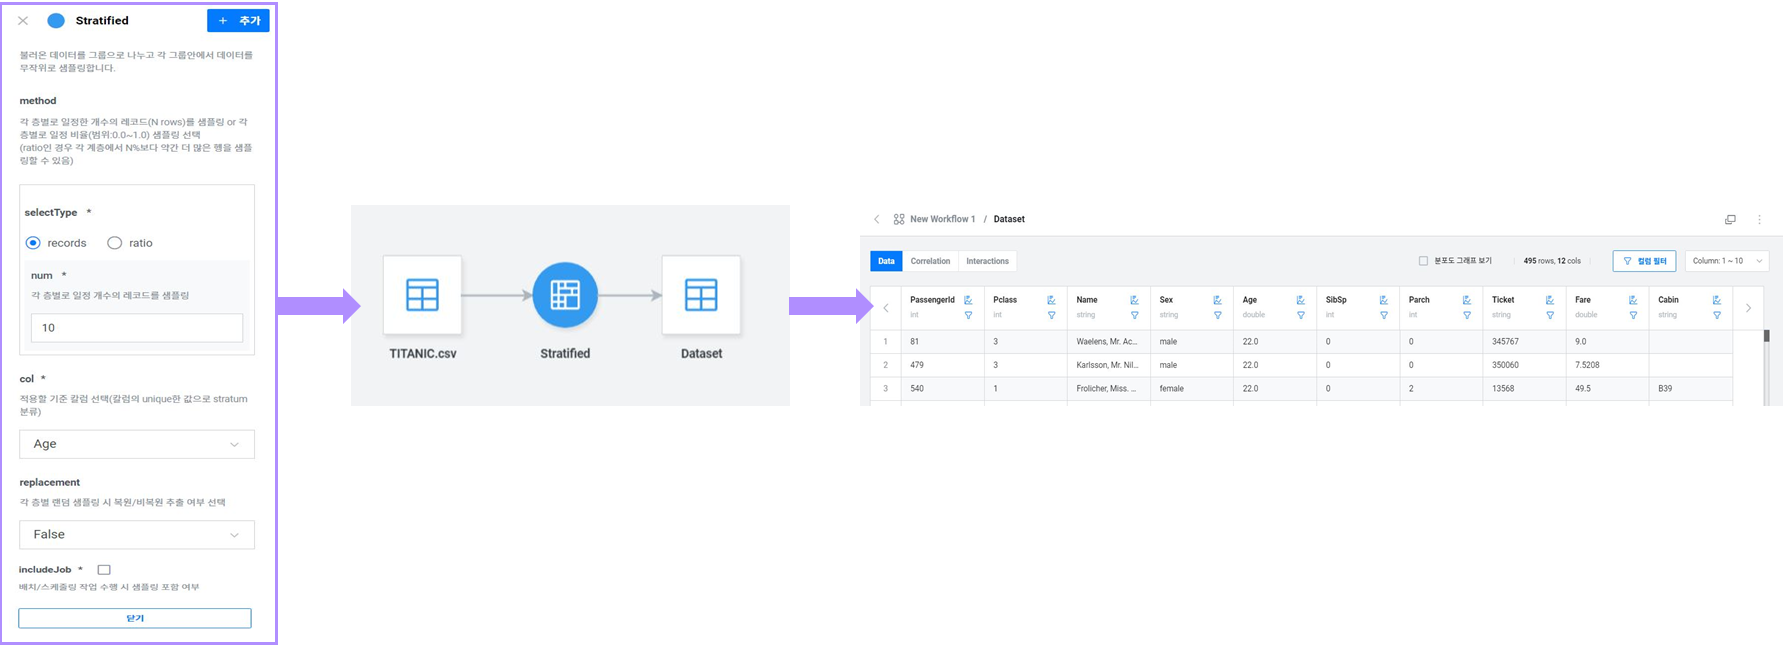 Stratified
+ 추가
불러온 데이터를 그룹으로 나누고 각 그룹안에서 데이터를
무작위로 샘플링합니다.
method
각 층별로 일정한 개수의 레코드(N rows)를 샘플링 or 각
층별로 일정 비율(범위:0.0~1.0) 샘플링 선택
(ratio인 경우 각 계층에서 N%보다 약간 더 많은 행을 샘플
링할 수 있음)
selectType *
records ratio
num *
각 층별로 일정 개수의 레코드를 샘플링
10
col *
적용할 기준 칼럼 선택(칼럼의 unique한 값으로 stratum
분류)
Age
replacement
각 층별 랜덤 샘플링 시 복원/비복원 추출 여부 선택
False
includeJob *
배치/스케줄링 작업 수행 시 샘플링 포함 여부
닫기
TITANIC.csv Stratified Dataset
New Workflow 1 / Dataset
Data Correlation Interactions 분포도 그래프 보기 495 rows, 12 cols 컬럼 필터 Column: 1 ~ 10
PassengerId Pclass Name Sex Age SibSp Parch Ticket Fare Cabin
int int string string double int int string double string
1 81 3 Waelens, Mr. Ac... male 22.0 0 0 345767 9.0
2 479 3 Karlsson, Mr. Nil... male 22.0 0 0 350060 7.5208
3 540 1 Frolicher, Miss. ... female 22.0 0 2 13568 49.5 B39